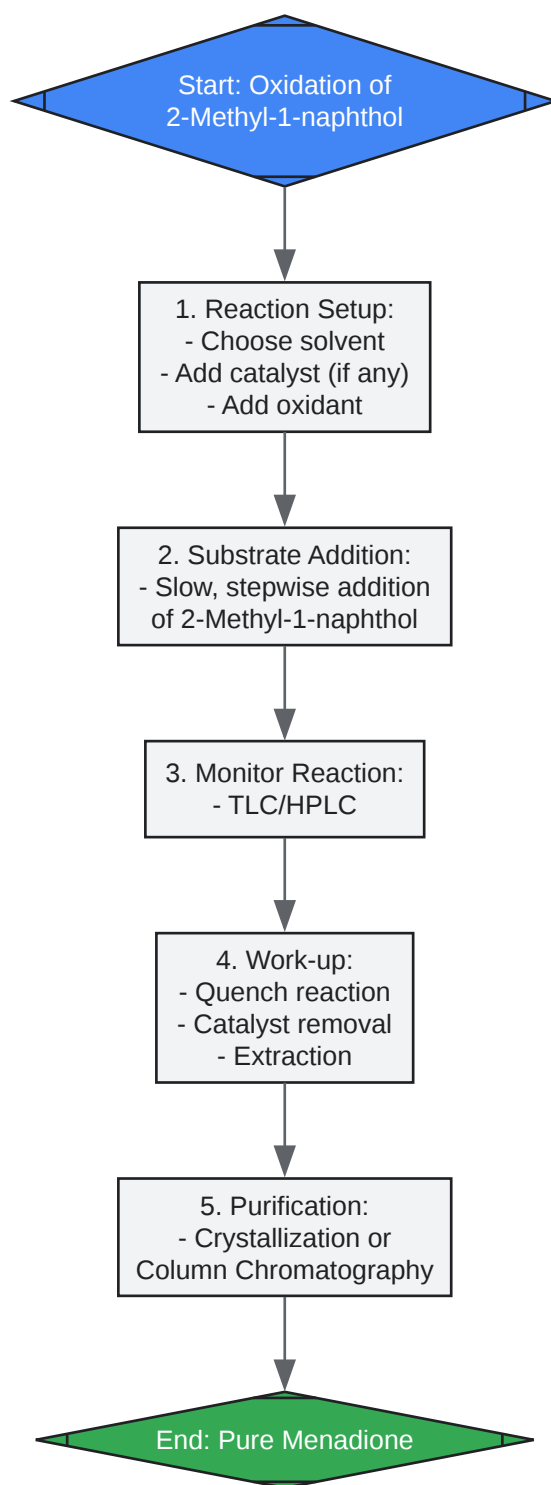 Start: Oxidation of
2-Methyl-1-naphthol
1. Reaction Setup:
- Choose solvent
- Add catalyst (if any)
- Add oxidant
2. Substrate Addition:
- Slow, stepwise addition
of 2-Methyl-1-naphthol
3. Monitor Reaction:
- TLC/HPLC
4. Work-up:
- Quench reaction
- Catalyst removal
- Extraction
5. Purification:
- Crystallization or
Column Chromatography
End: Pure Menadione